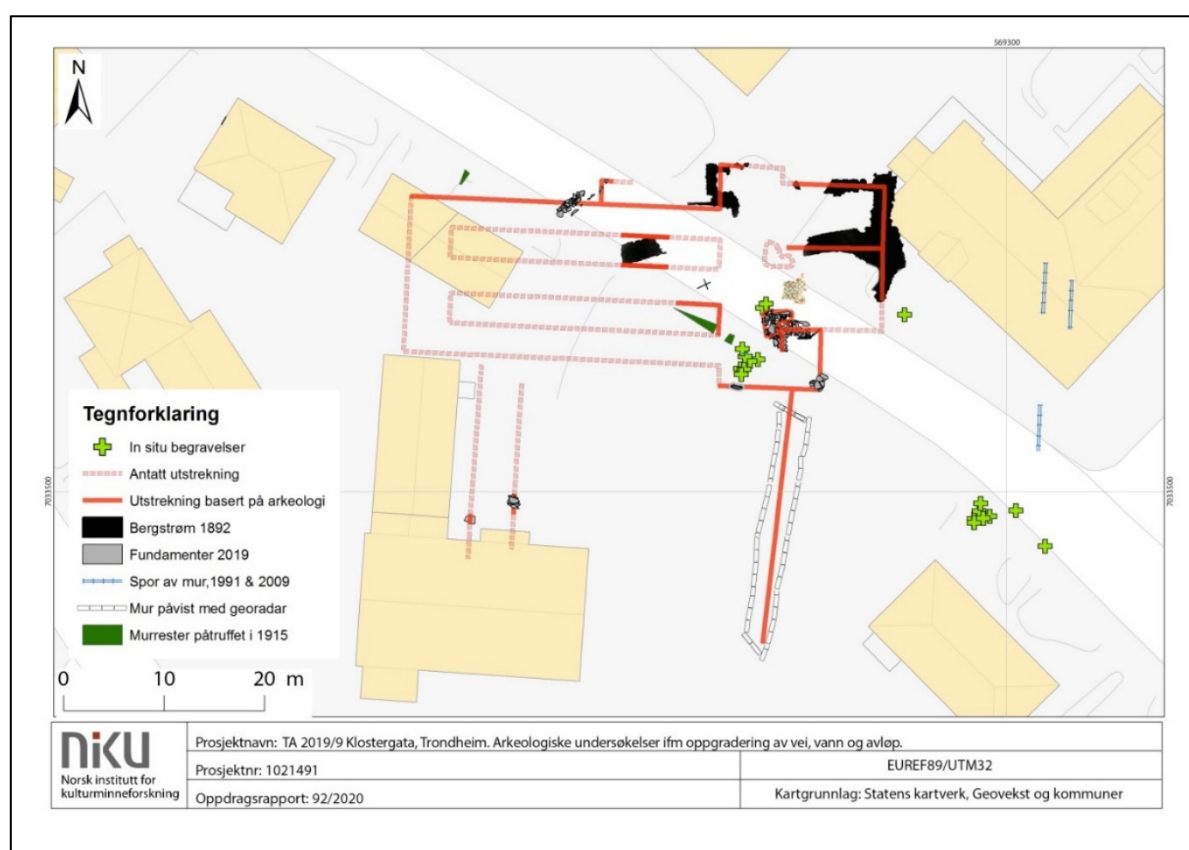 569300
N
7033500
7033500
Tegnforklaring
In situ begravelser
Antatt utstrekning
Utstrekning basert på arkeologi
Bergstrøm 1892
Fundamenter 2019
Spor av mur,1991 & 2009
Mur påvist med georadar
Murrester påtruffet i 1915
0 10 20 m
NIKU
Norsk institutt for
kulturminneforskning
Prosjektnavn: TA 2019/9 Klostergata, Trondheim. Arkeologiske undersøkelser ifm oppgradering av vei, vann og avløp.
Prosjektnr: 1021491
EUREF89/UTM32
Oppdragsrapport: 92/2020
Kartgrunnlag: Statens kartverk, Geovekst og kommuner